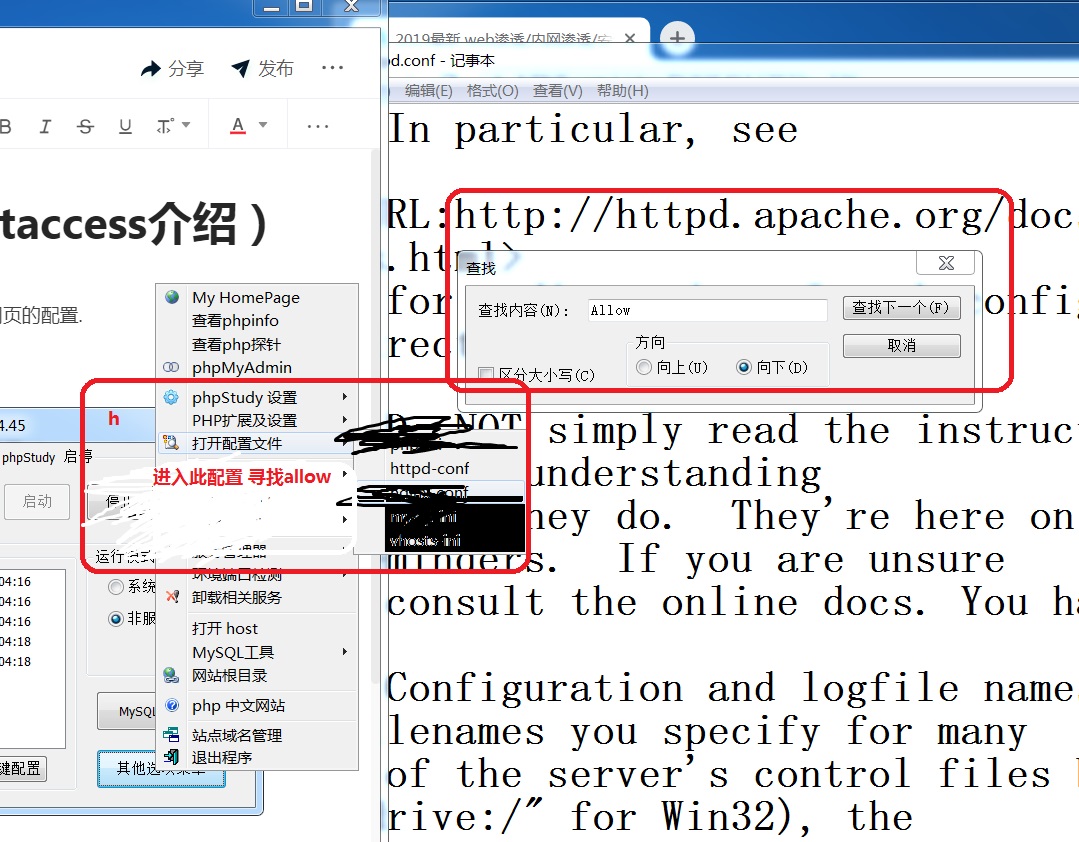 2019最新 web渗透/内网渗透/安
分享
发布
d.conf - 记事本
编辑(E) 格式(O) 查看(V) 帮助(H)
B I S U
A
In particular, see
taccess介绍）
RL:http://httpd.apache.org/doc
页的配置.
查找
查找内容(N)：
Allow
查找下一个(F)
取消
方向
向上(U)
向下(D)
区分大小写(C)
My HomePage
查看phpinfo
查看php探针
phpMyAdmin
phpStudy 设置
PHP扩展及设置
打开配置文件
h
4.45
phpStudy 启停
进入此配置 寻找allow
httpd-conf
启动
运行模式
环境端口检测
卸载相关服务
打开 host
MySQL工具
网站根目录
php 中文网站
站点域名管理
退出程序
04:16
04:16
04:16
04:18
04:18
系统
非服
MySQL
建配置
NOT simply read the instruc
understanding
hey do. They're here on
minders. If you are unsure
consult the online docs. You h
Configuration and logfile name
lenames you specify for many
of the server's control files
rive:/" for Win32), the